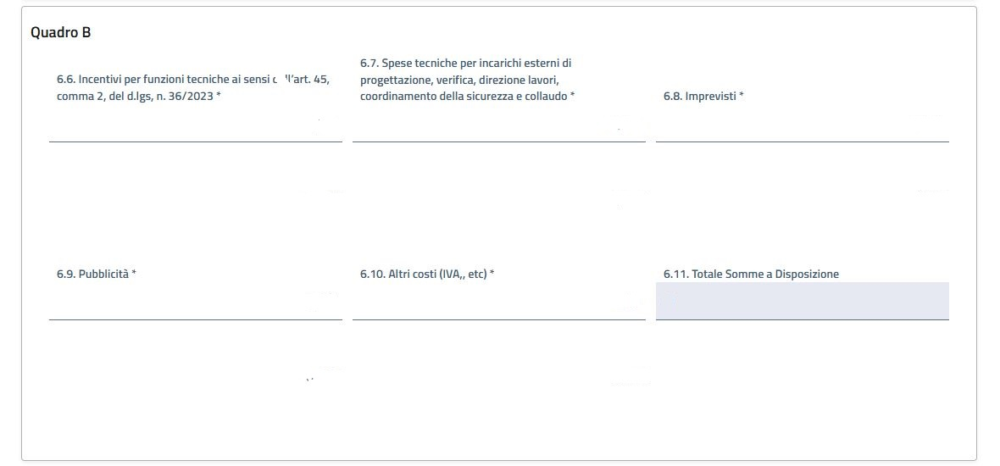 Quadro B
6.6. Incentivi per funzioni tecniche ai sensi ll'art. 45,
comma 2, del d.lgs, n. 36/2023 *
6.7. Spese tecniche per incarichi esterni di
progettazione, verifica, direzione lavori,
coordinamento della sicurezza e collaudo *
6.8. Imprevisti *
6.9. Pubblicità *
6.10. Altri costi (IVA,, etc) *
6.11. Totale Somme a Disposizione